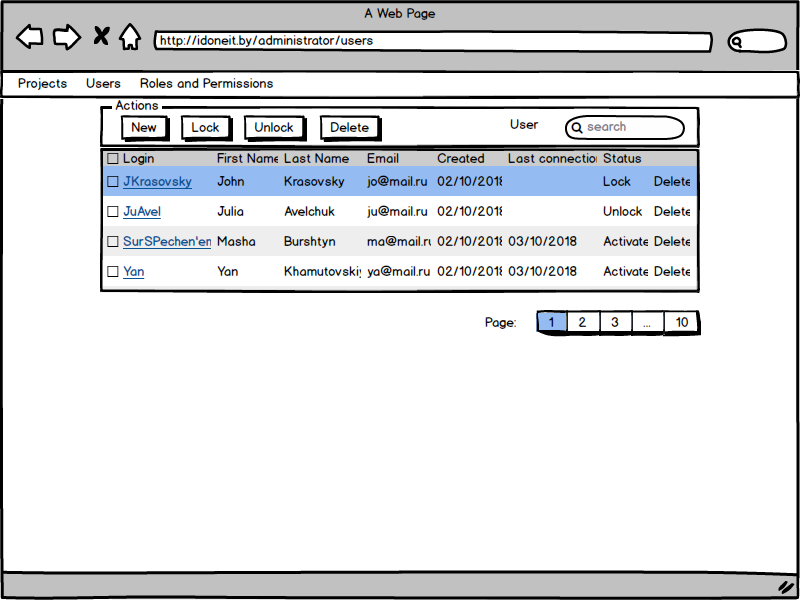 A Web Page
http://idoneit.by/administrator/users
Projects Users Roles and Permissions
Actions
New Lock Unlock Delete User search
Login First Name Last Name Email Created Last connection Status
JKrasovsky John Krasovsky jo@mail.ru 02/10/2018 Lock Delete
JuAvel Julia Avelchuk ju@mail.ru 02/10/2018 Unlock Delete
SurSPechen'en Masha Burshtyn ma@mail.ru 02/10/2018 03/10/2018 Activate Delete
Yan Yan Khamutovskiy ya@mail.ru 02/10/2018 03/10/2018 Activate Delete
Page: 1 2 3 ... 10